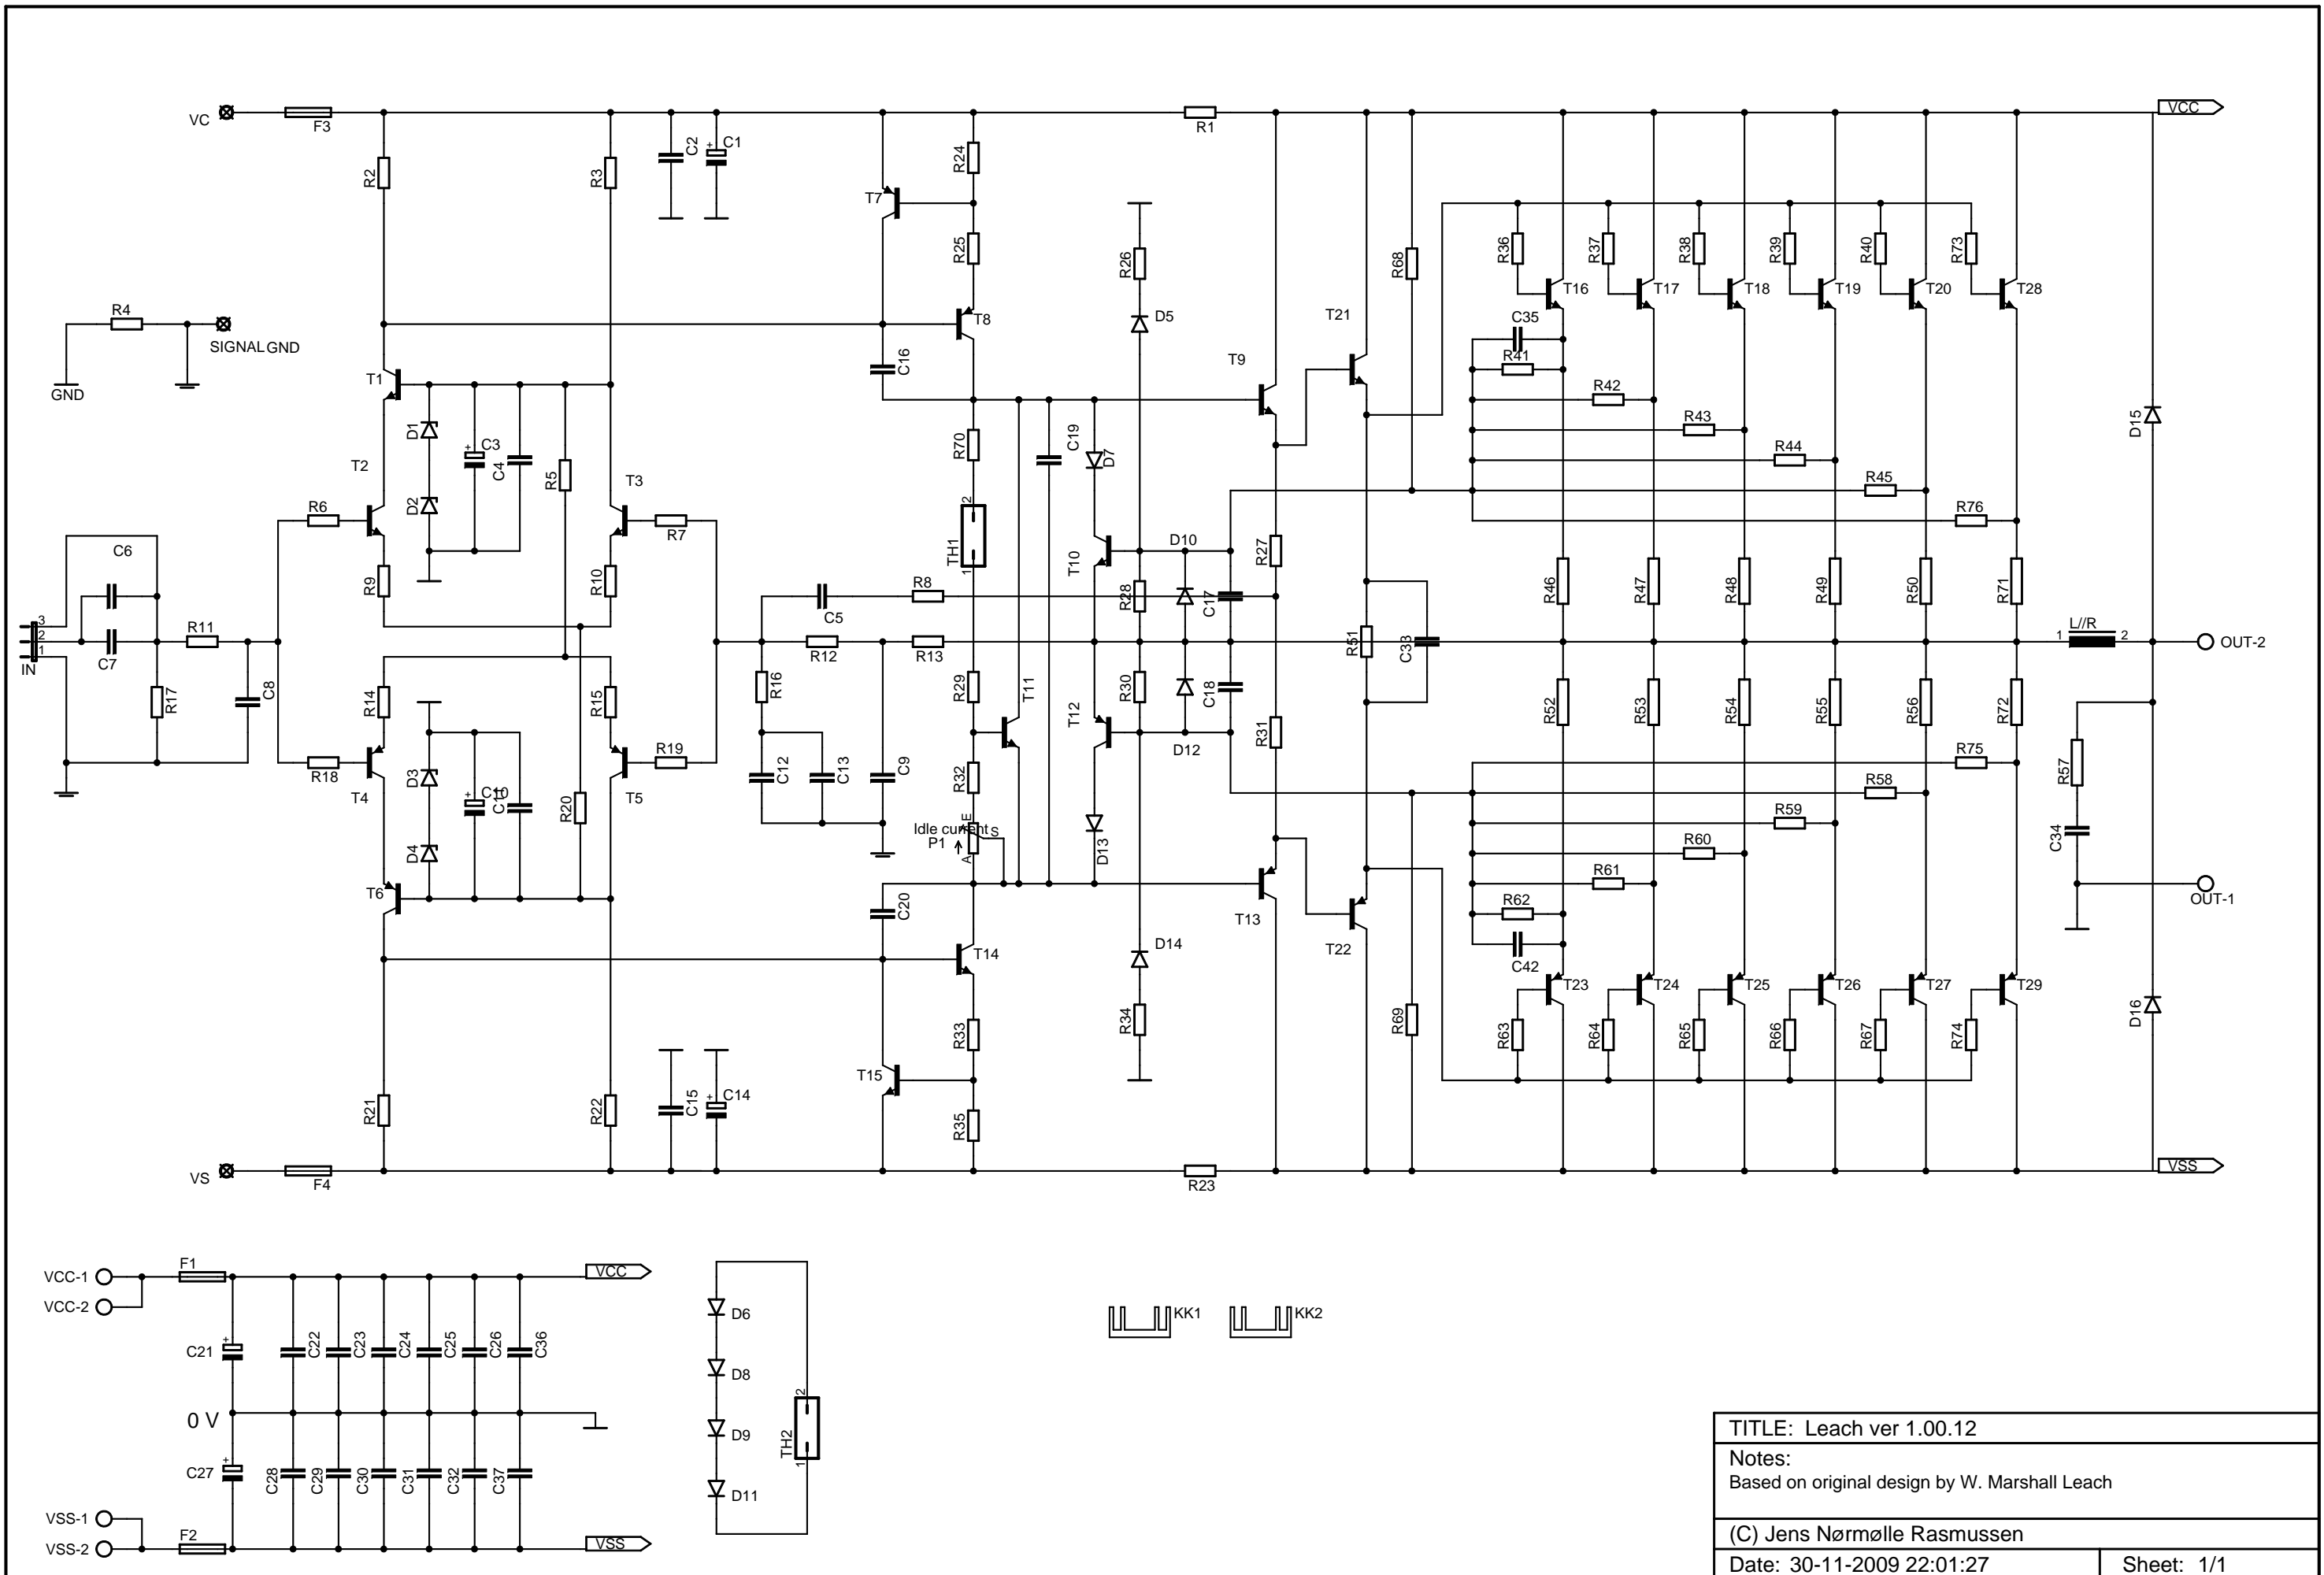 VC
F3
R1
VCC
R2
R3
C2
C1
R24
T7
R25
R26
R68
R36
R37
R38
R39
R40
R73
R4
SIGNAL GND
GND
T8
D5
T21
T16
T17
T18
T19
T20
T28
C35
C16
T9
R41
T1
R42
D1
C3
C4
R5
R70
C19
D7
R43
D15
T2
T3
R44
R45
D2
R6
R7
TH1
2
1
R76
C6
T10
D10
R27
R9
R10
R8
R28
C17
R46
R47
R48
R49
R50
R71
C5
3
2
1
IN
C7
R11
R12
R13
R51
C33
1
L//R
2
OUT-2
R17
C8
R14
R15
R16
R29
T11
T12
R30
C18
R31
R52
R53
R54
R55
R56
R72
D12
R18
D3
R19
C12
C13
C9
R32
R75
R57
T4
C10
C11
R20
T5
R58
R59
Idle current
P1
E
S
A
D13
C34
D4
R60
R61
T6
C20
T13
R62
OUT-1
T14
D14
T22
C42
T23
T24
T25
T26
T27
T29
R33
R34
R69
R63
R64
R65
R66
R67
R74
D16
T15
R21
R22
C15
C14
R35
VS
F4
R23
VSS
VCC-1
F1
VCC
VCC-2
D6
KK1
KK2
C21
C22
C23
C24
C25
C26
C36
D8
0 V
D9
TH2
2
1
C27
C28
C29
C30
C31
C32
C37
D11
VSS-1
VSS-2
F2
VSS
TITLE: Leach ver 1.00.12
Notes:
Based on original design by W. Marshall Leach
(C) Jens Nørmølle Rasmussen
Date: 30-11-2009 22:01:27
Sheet: 1/1